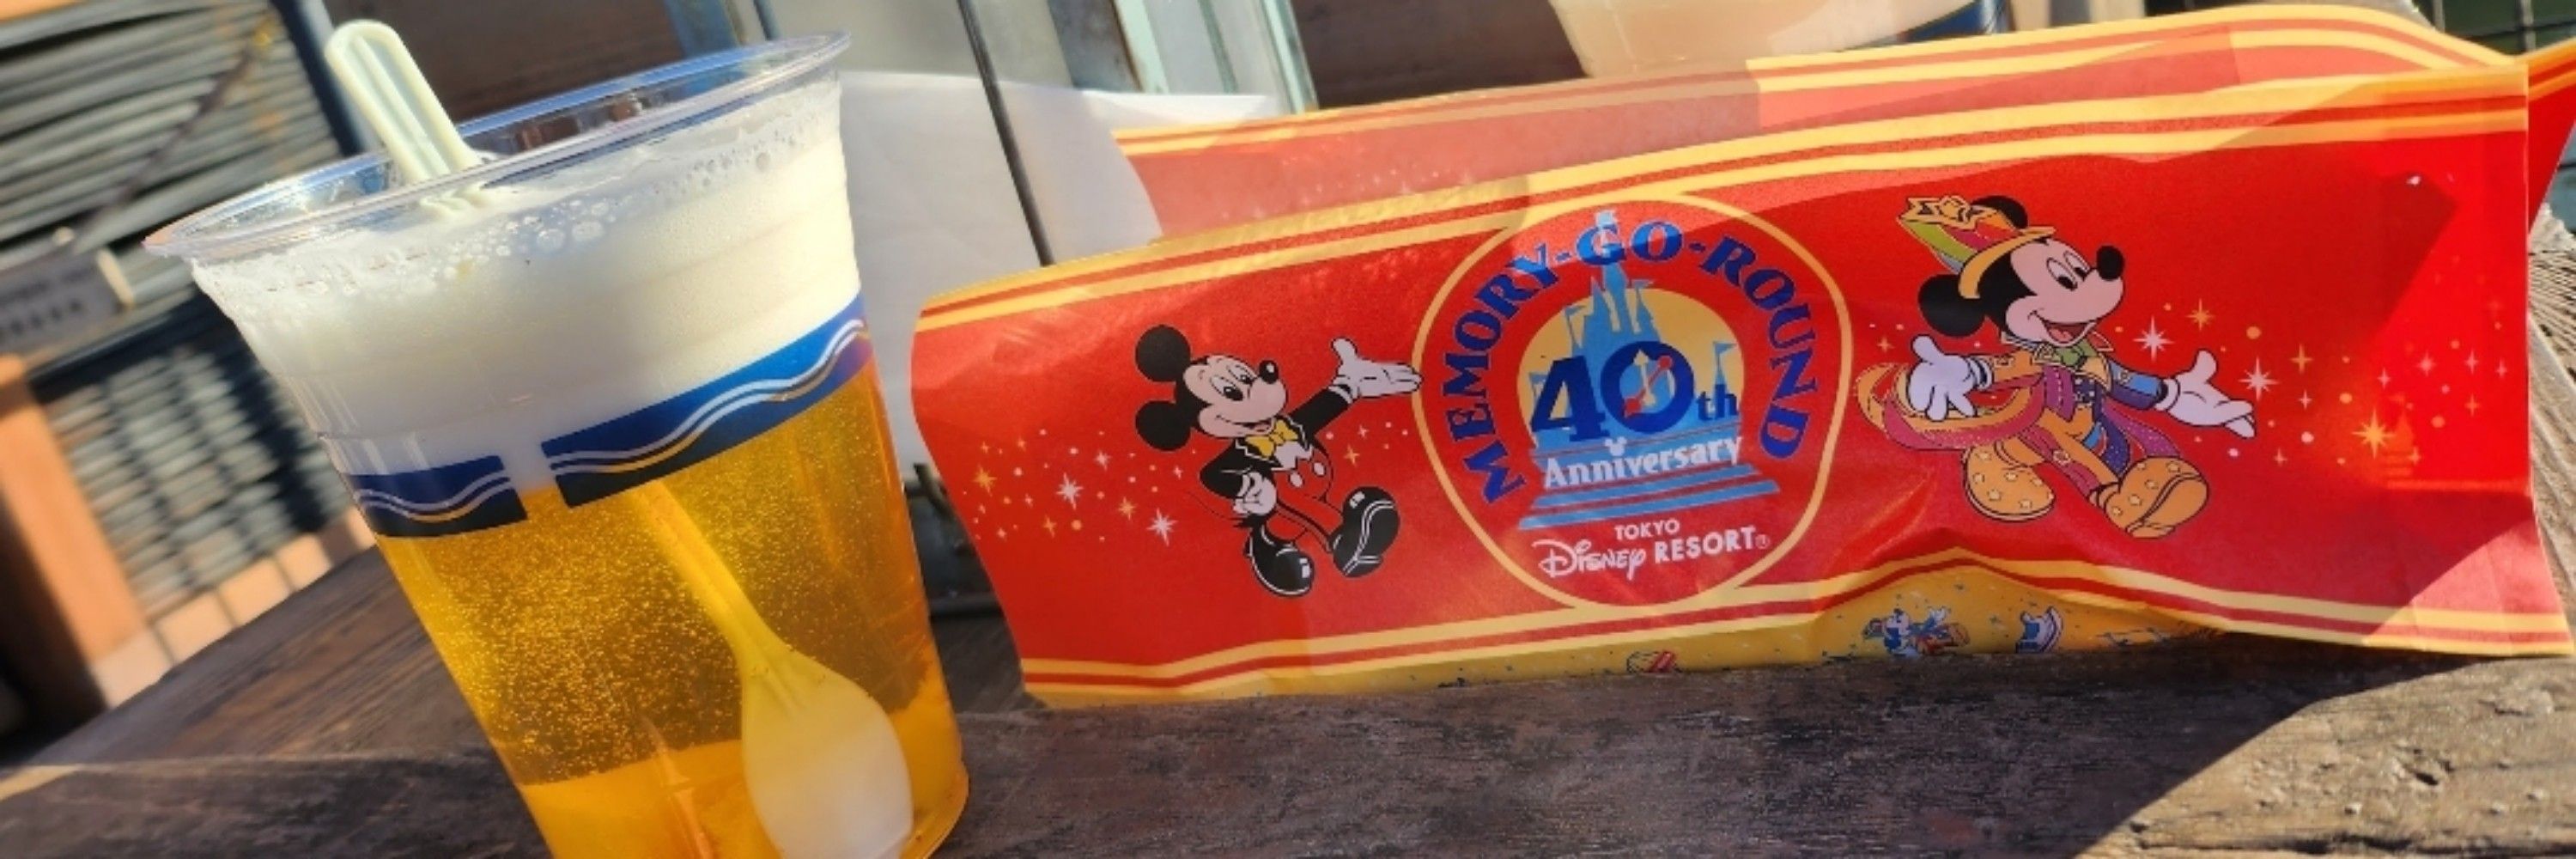 MEMORY-GO-ROUND
40th
Anniversary
TOKYO
Disney RESORT®